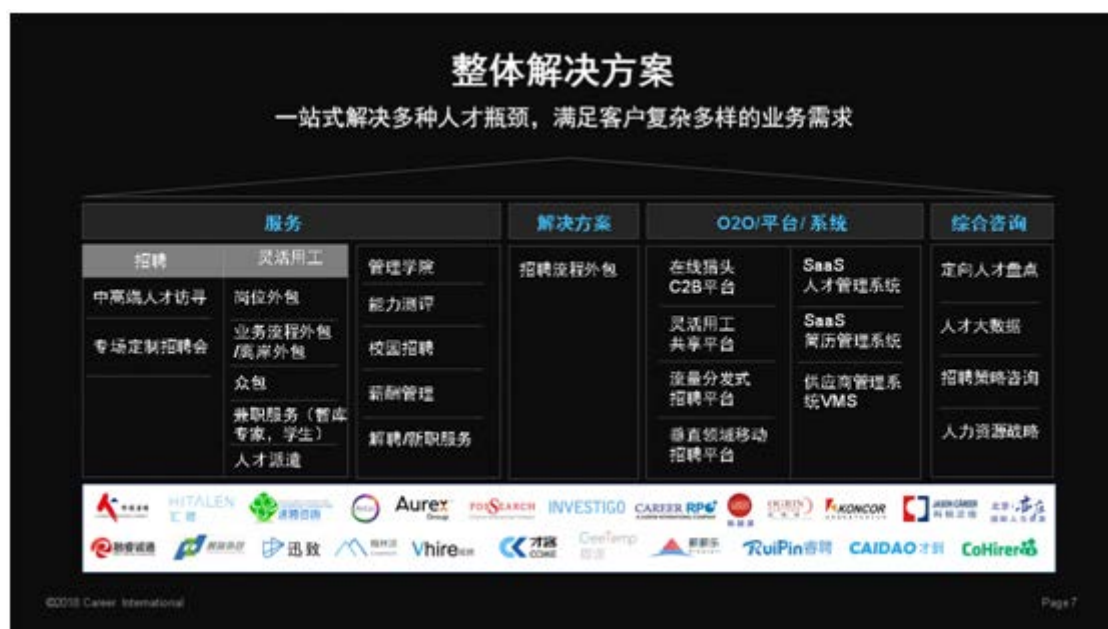 整体解决方案
一站式解决多种人才瓶颈，满足客户复杂多样的业务需求
服务
解决方案
O2O/平台/系统
综合咨询
招聘
灵活用工
中高端人才访寻
岗位外包
专场定制招聘会
业务流程外包
/离岸外包
众包
兼职服务（智库
专家，学生）
人才派遣
管理学院
能力测评
校园招聘
薪酬管理
解聘/新职服务
招聘流程外包
在线猎头
C2B平台
灵活用工
共享平台
流量分发式
招聘平台
垂直领域移动
招聘平台
SaaS
人才管理系统
SaaS
简历管理系统
供应商管理系
统VMS
定向人才盘点
人才大数据
招聘策略咨询
人力资源战略
HITALEN
Aurex
Group
INVESTIGO
CAREER RPO
KONCOR
融睿诚通
迅致
Vhire
才客
RuiPin睿聘
CAIDAO才到
CoHirer
©2018 Career International
Page 7